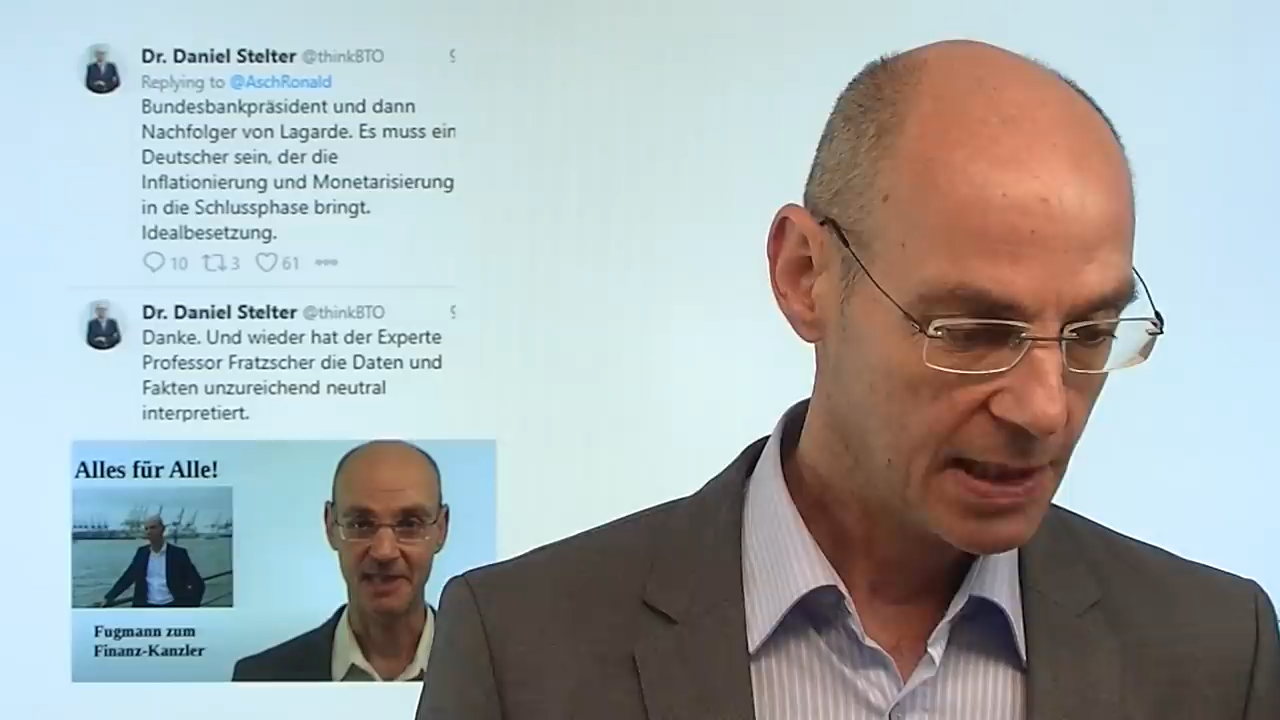 Dr. Daniel Stelter @thinkBTO
Replying to @AschRonald
Bundesbankpräsident und dann
Nachfolger von Lagarde. Es muss ein
Deutscher sein, der die
Inflationierung und Monetarisierung
in die Schlussphase bringt.
Idealbesetzung.
10 3 61
Dr. Daniel Stelter @thinkBTO
Danke. Und wieder hat der Experte
Professor Fratzscher die Daten und
Fakten unzureichend neutral
interpretiert.
Alles für Alle!
Fugmann zum
Finanz-Kanzler